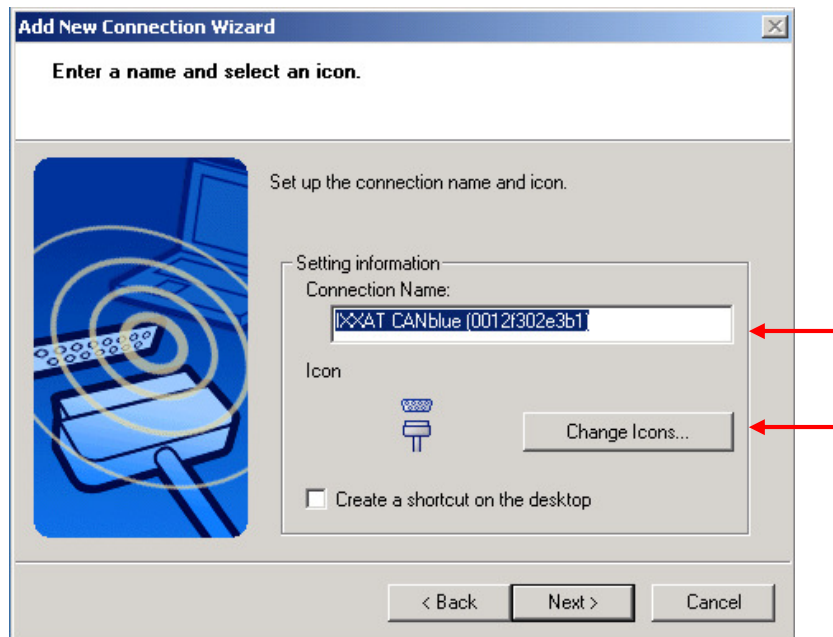 Add New Connection Wizard
Enter a name and select an icon.
Set up the connection name and icon.
Setting information
Connection Name:
IXXAT CANblue (0012f302e3b1)
Icon
Change Icons...
Create a shortcut on the desktop
< Back Next > Cancel